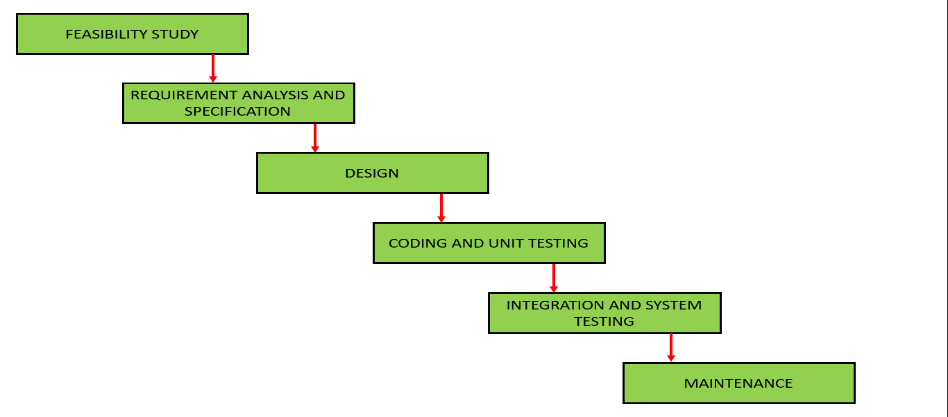 FEASIBILITY STUDY
REQUIREMENT ANALYSIS AND
SPECIFICATION
DESIGN
CODING AND UNIT TESTING
INTEGRATION AND SYSTEM
TESTING
MAINTENANCE